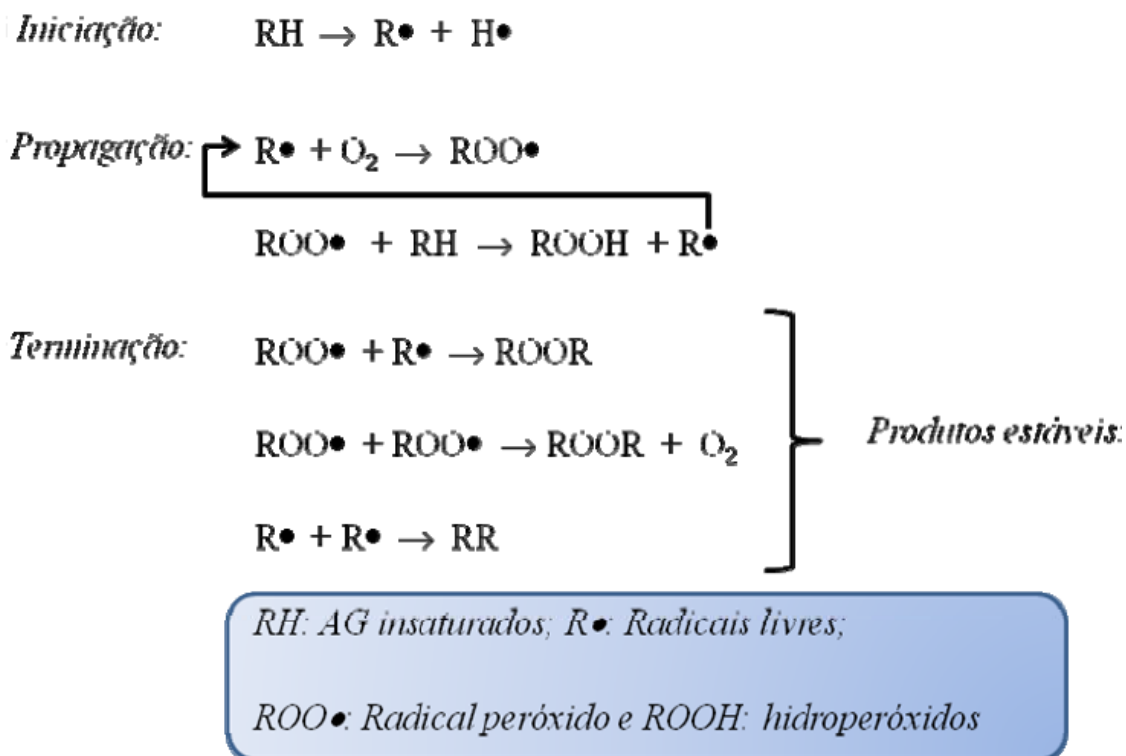 Iniciação: RH → R• + H•
Propagação: R• + O₂ → ROO•
ROO• + RH → ROOH + R•
Terminação: ROO• + R• → ROOR
ROO• + ROO• → ROOR + O₂
Produtos estáveis:
R• + R• → RR
RH: AG insaturados; R•: Radicais livres;
ROO•: Radical peróxido e ROOH: hidroperóxidos